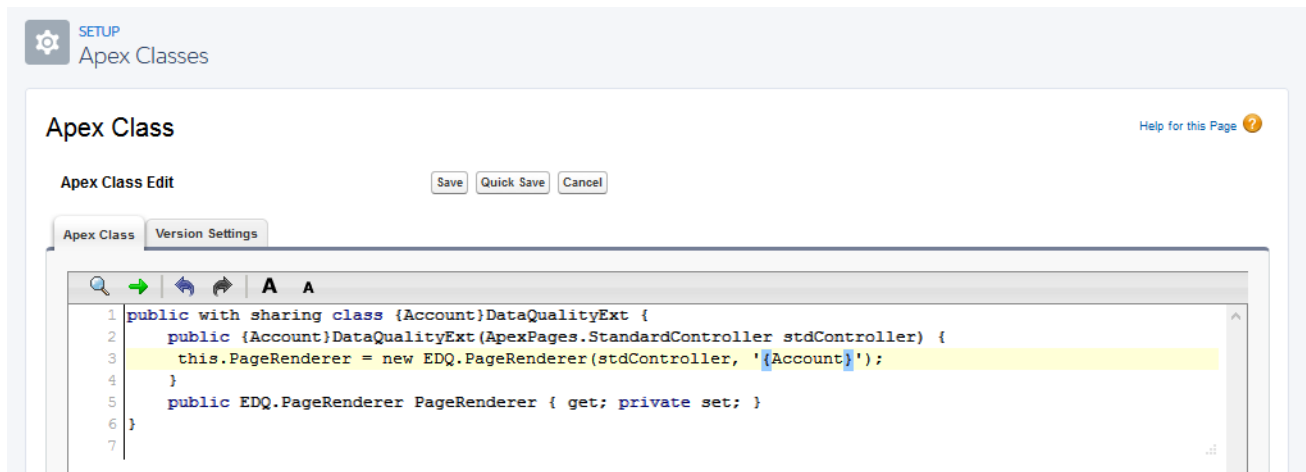 SETUP
Apex Classes
Apex Class
Help for this Page ?
Apex Class Edit
Save Quick Save Cancel
Apex Class Version Settings
A A
1 public with sharing class {Account}DataQualityExt {
2 public {Account}DataQualityExt(ApexPages.StandardController stdController) {
3 this.PageRenderer = new EDQ.PageRenderer(stdController, '{Account}');
4 }
5 public EDQ.PageRenderer PageRenderer { get; private set; }
6 }
7